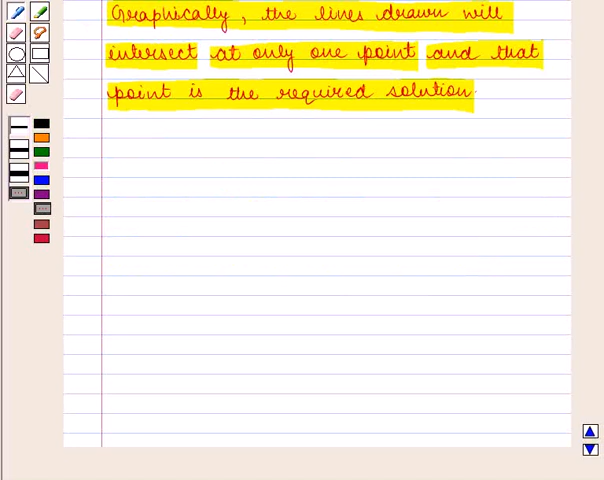 Graphically, the lines drawn will
intersect at only one point and that
point is the required solution.